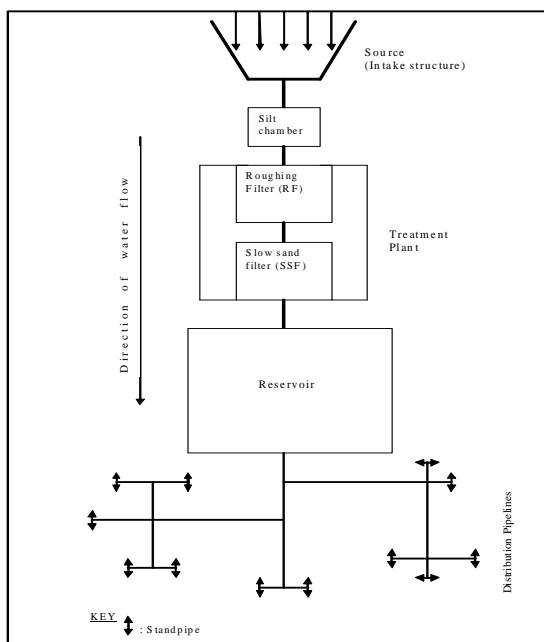 Source
(Intake structure)
Silt
chamber
Roughing
Filter (RF)
Slow sand
filter (SSF)
Treatment
Plant
Direction of water flow
Reservoir
Distribution Pipelines
KEY
: Standpipe